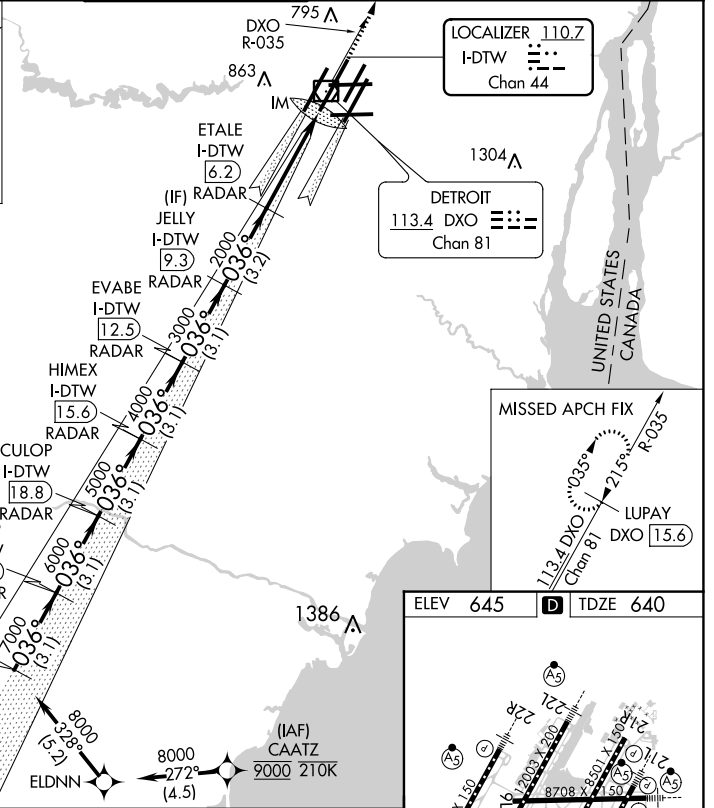 795
DXO
R-035
LOCALIZER 110.7
I-DTW
Chan 44
863
IM
ETALE
I-DTW
6.2
RADAR
1304
DETROIT
113.4 DXO
Chan 81
(IF)
JELLY
I-DTW
9.3
RADAR
2000
036°
(3.2)
EVABE
I-DTW
12.5
RADAR
3000
036°
(3.1)
UNITED STATES
CANADA
HIMEX
I-DTW
15.6
RADAR
4000
036°
(3.1)
MISSED APCH FIX
R-035
035°
215°
LUPAY
DXO 15.6
113.4 DXO
Chan 81
CULOP
I-DTW
18.8
RADAR
5000
036°
(3.1)
6000
036°
(3.1)
7000
036°
(3.1)
1386
ELEV 645 D TDZE 640
8000
328°
(5.2)
ELDNN
8000
272°
(4.5)
(IAF)
CAATZ
9000 210K
A5
22R
22L
A5
P
12003 X 200
8501 X 150
21R
21L
A5
P
A5
8708 X 150
X 150